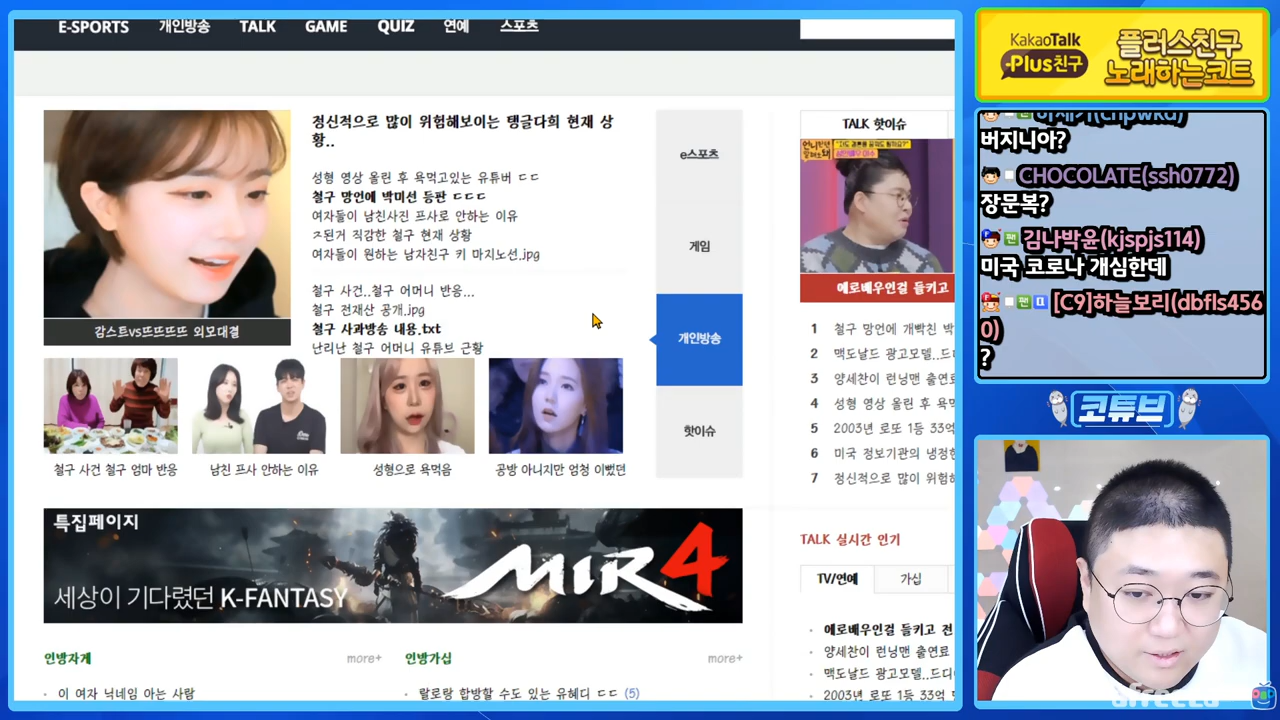 E-SPORTS 개인방송 TALK GAME QUIZ 연예 스포츠
정신적으로 많이 위험해보이는 탱글다희 현재 상
황..
성형 영상 올린 후 욕먹고있는 유튜버 ㄷㄷ
철구 망언에 박미선 등판 ㄷㄷㄷ
여자들이 남친사진 프사로 안하는 이유
ㅈ된거 직감한 철구 현재 상황
여자들이 원하는 남자친구 키 마지노선.jpg
철구 사건..철구 어머니 반응...
철구 전재산 공개.jpg
철구 사과방송 내용.txt
난리난 철구 어머니 유튜브 근황
감스트vs뜨뜨뜨뜨 외모대결
철구 사건 철구 엄마 반응
남친 프사 안하는 이유
성형으로 욕먹음
공방 아니지만 엄청 이뻤던
e스포츠
게임
개인방송
핫이슈
특집페이지
세상이 기다렸던 K-FANTASY
MIR4
인방자게 more+
이 여자 닉네임 아는 사람
인방가십 more+
랄로랑 합방할 수도 있는 유혜디 ㄷㄷ (5)
TALK 핫이슈
에로배우인걸 들키고
1 철구 망언에 개빡친 박
2 맥도날드 광고모델..드
3 양세찬이 런닝맨 출연료
4 성형 영상 올린 후 욕먹
5 2003년 로또 1등 33억
6 미국 정보기관의 냉정한
7 정신적으로 많이 위험해
TALK 실시간 인기
TV/연예 가십
에로배우인걸 들키고 전
양세찬이 런닝맨 출연료
맥도날드 광고모델..드디
2003년 로또 1등 33억
KakaoTalk
Plus친구
플러스친구
노래하는코트
버지니아?
CHOCOLATE(ssh0772)
장문복?
김나박윤(kjspjs114)
미국 코로나 개심한데
[C9]하늘보리(dbfls456
0)
?
코튜브